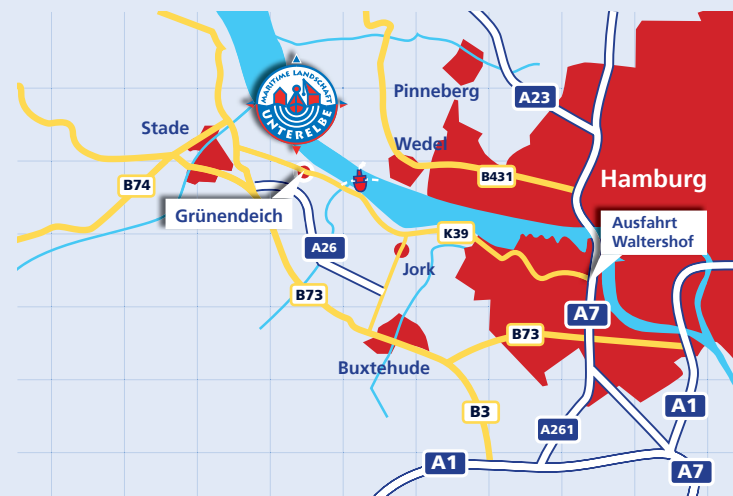 MARITIME LANDSCHAFT
UNTERELBE
Pinneberg
A23
Stade
Wedel
B431
B74
Hamburg
Grünendeich
Ausfahrt
Waltershof
K39
A26
Jork
B73
A7
B73
Buxtehude
B3
A1
A261
A1
A7